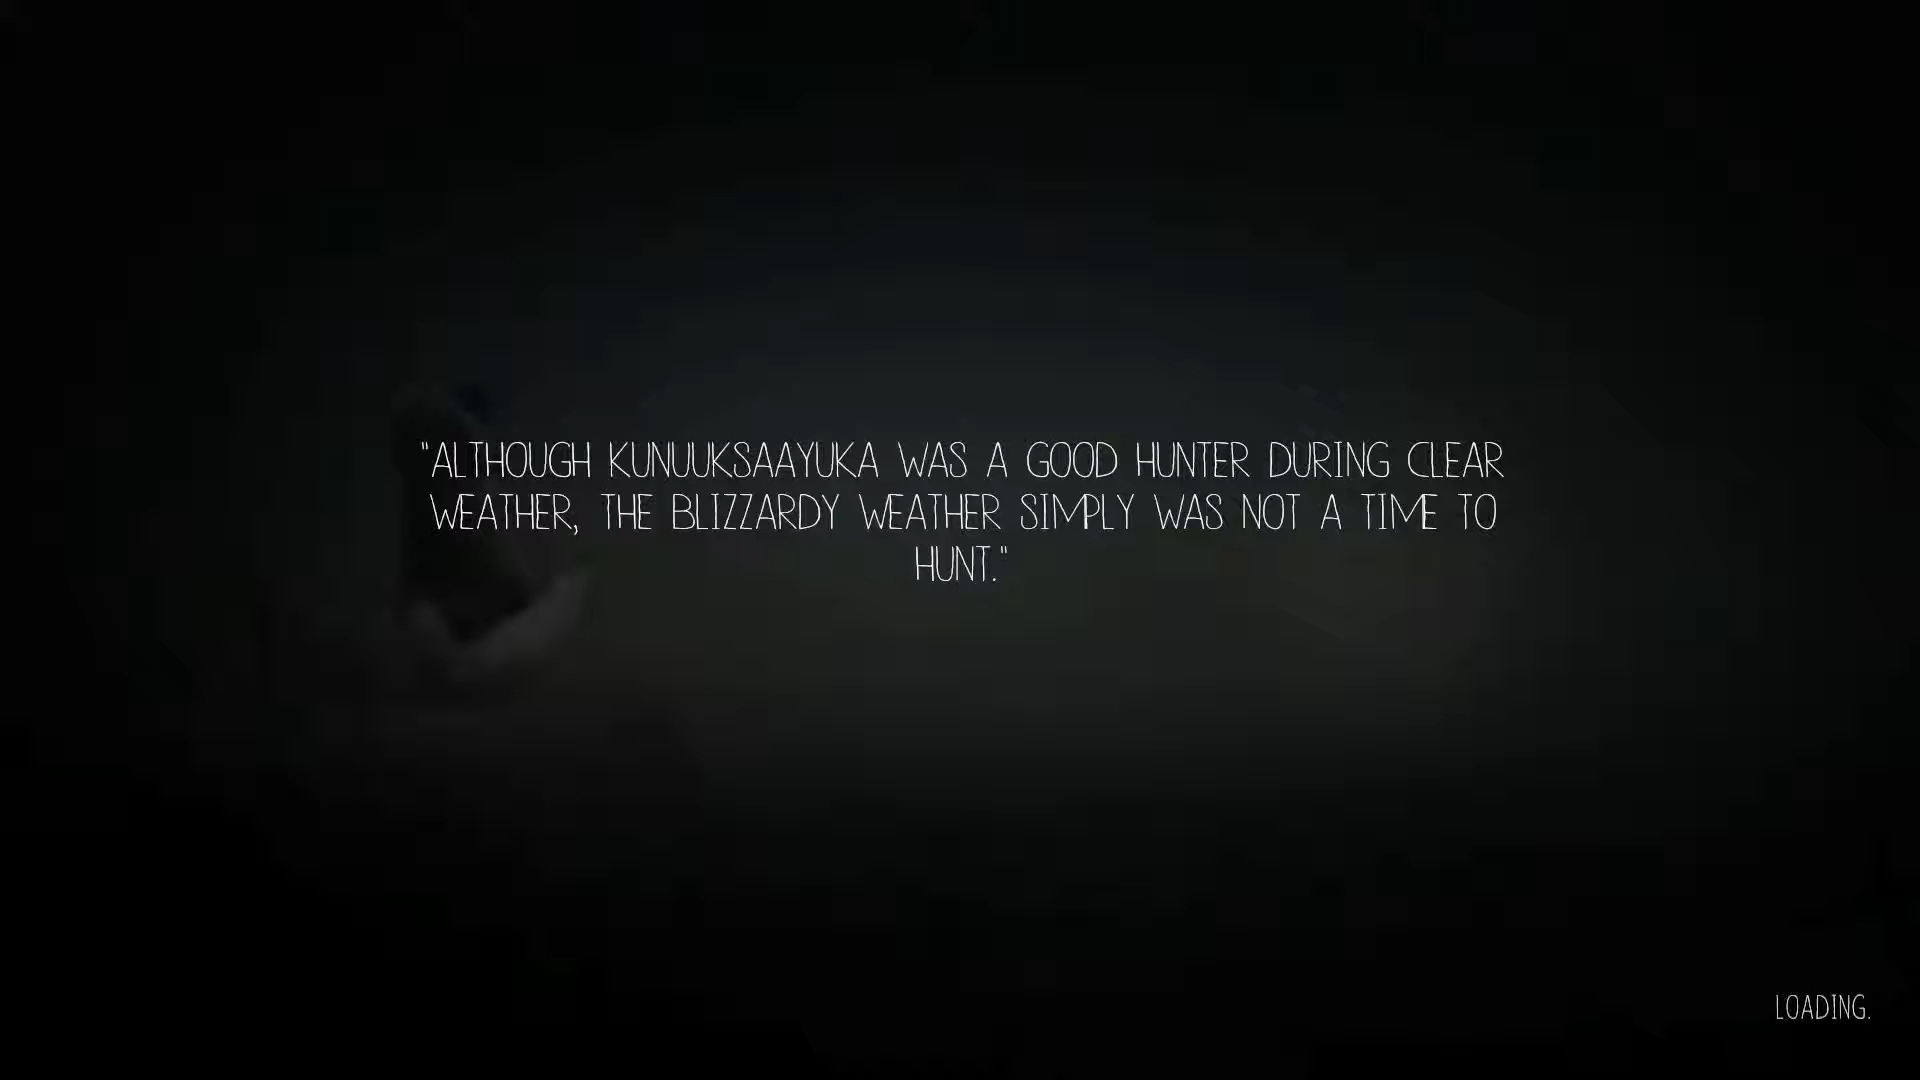 "ALTHOUGH KUNUUKSAAYUKA WAS A GOOD HUNTER DURING CLEAR
WEATHER, THE BLIZZARDY WEATHER SIMPLY WAS NOT A TIME TO
HUNT."
LOADING.